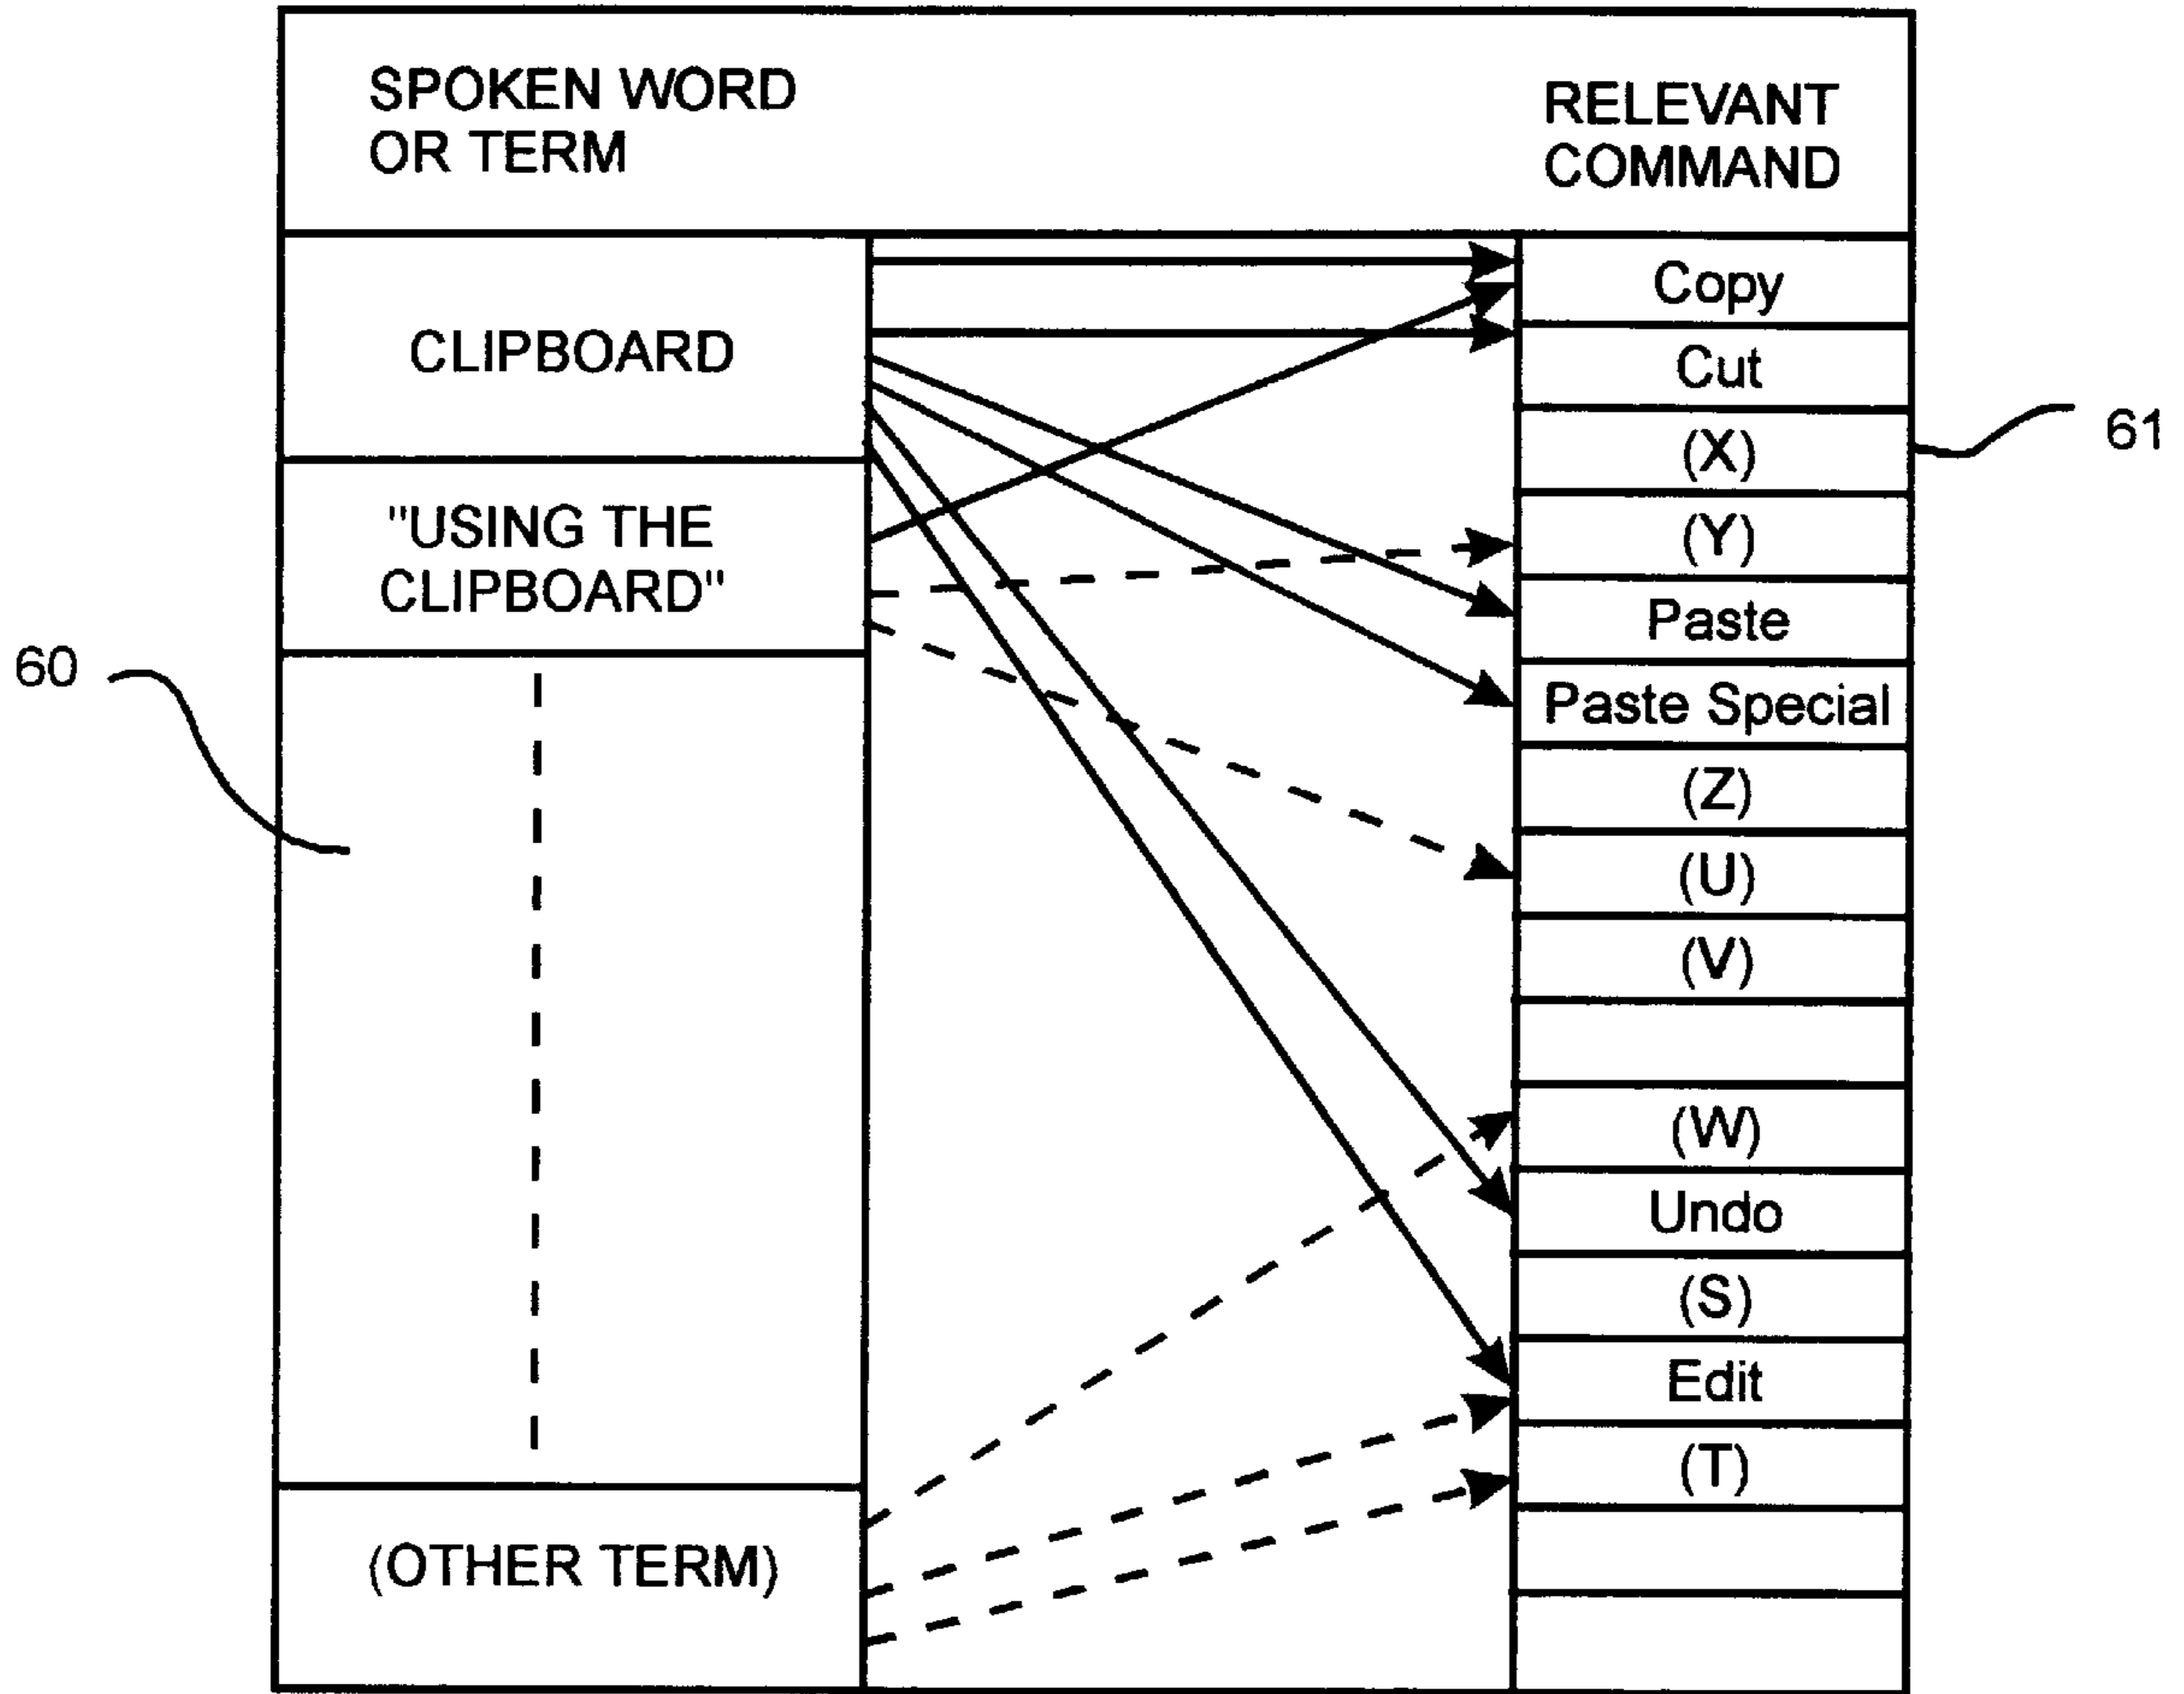 SPOKEN WORD
OR TERM
RELEVANT
COMMAND
CLIPBOARD
"USING THE
CLIPBOARD"
(OTHER TERM)
Copy
Cut
(X)
(Y)
Paste
Paste Special
(Z)
(U)
(V)
(W)
Undo
(S)
Edit
(T)
60
61